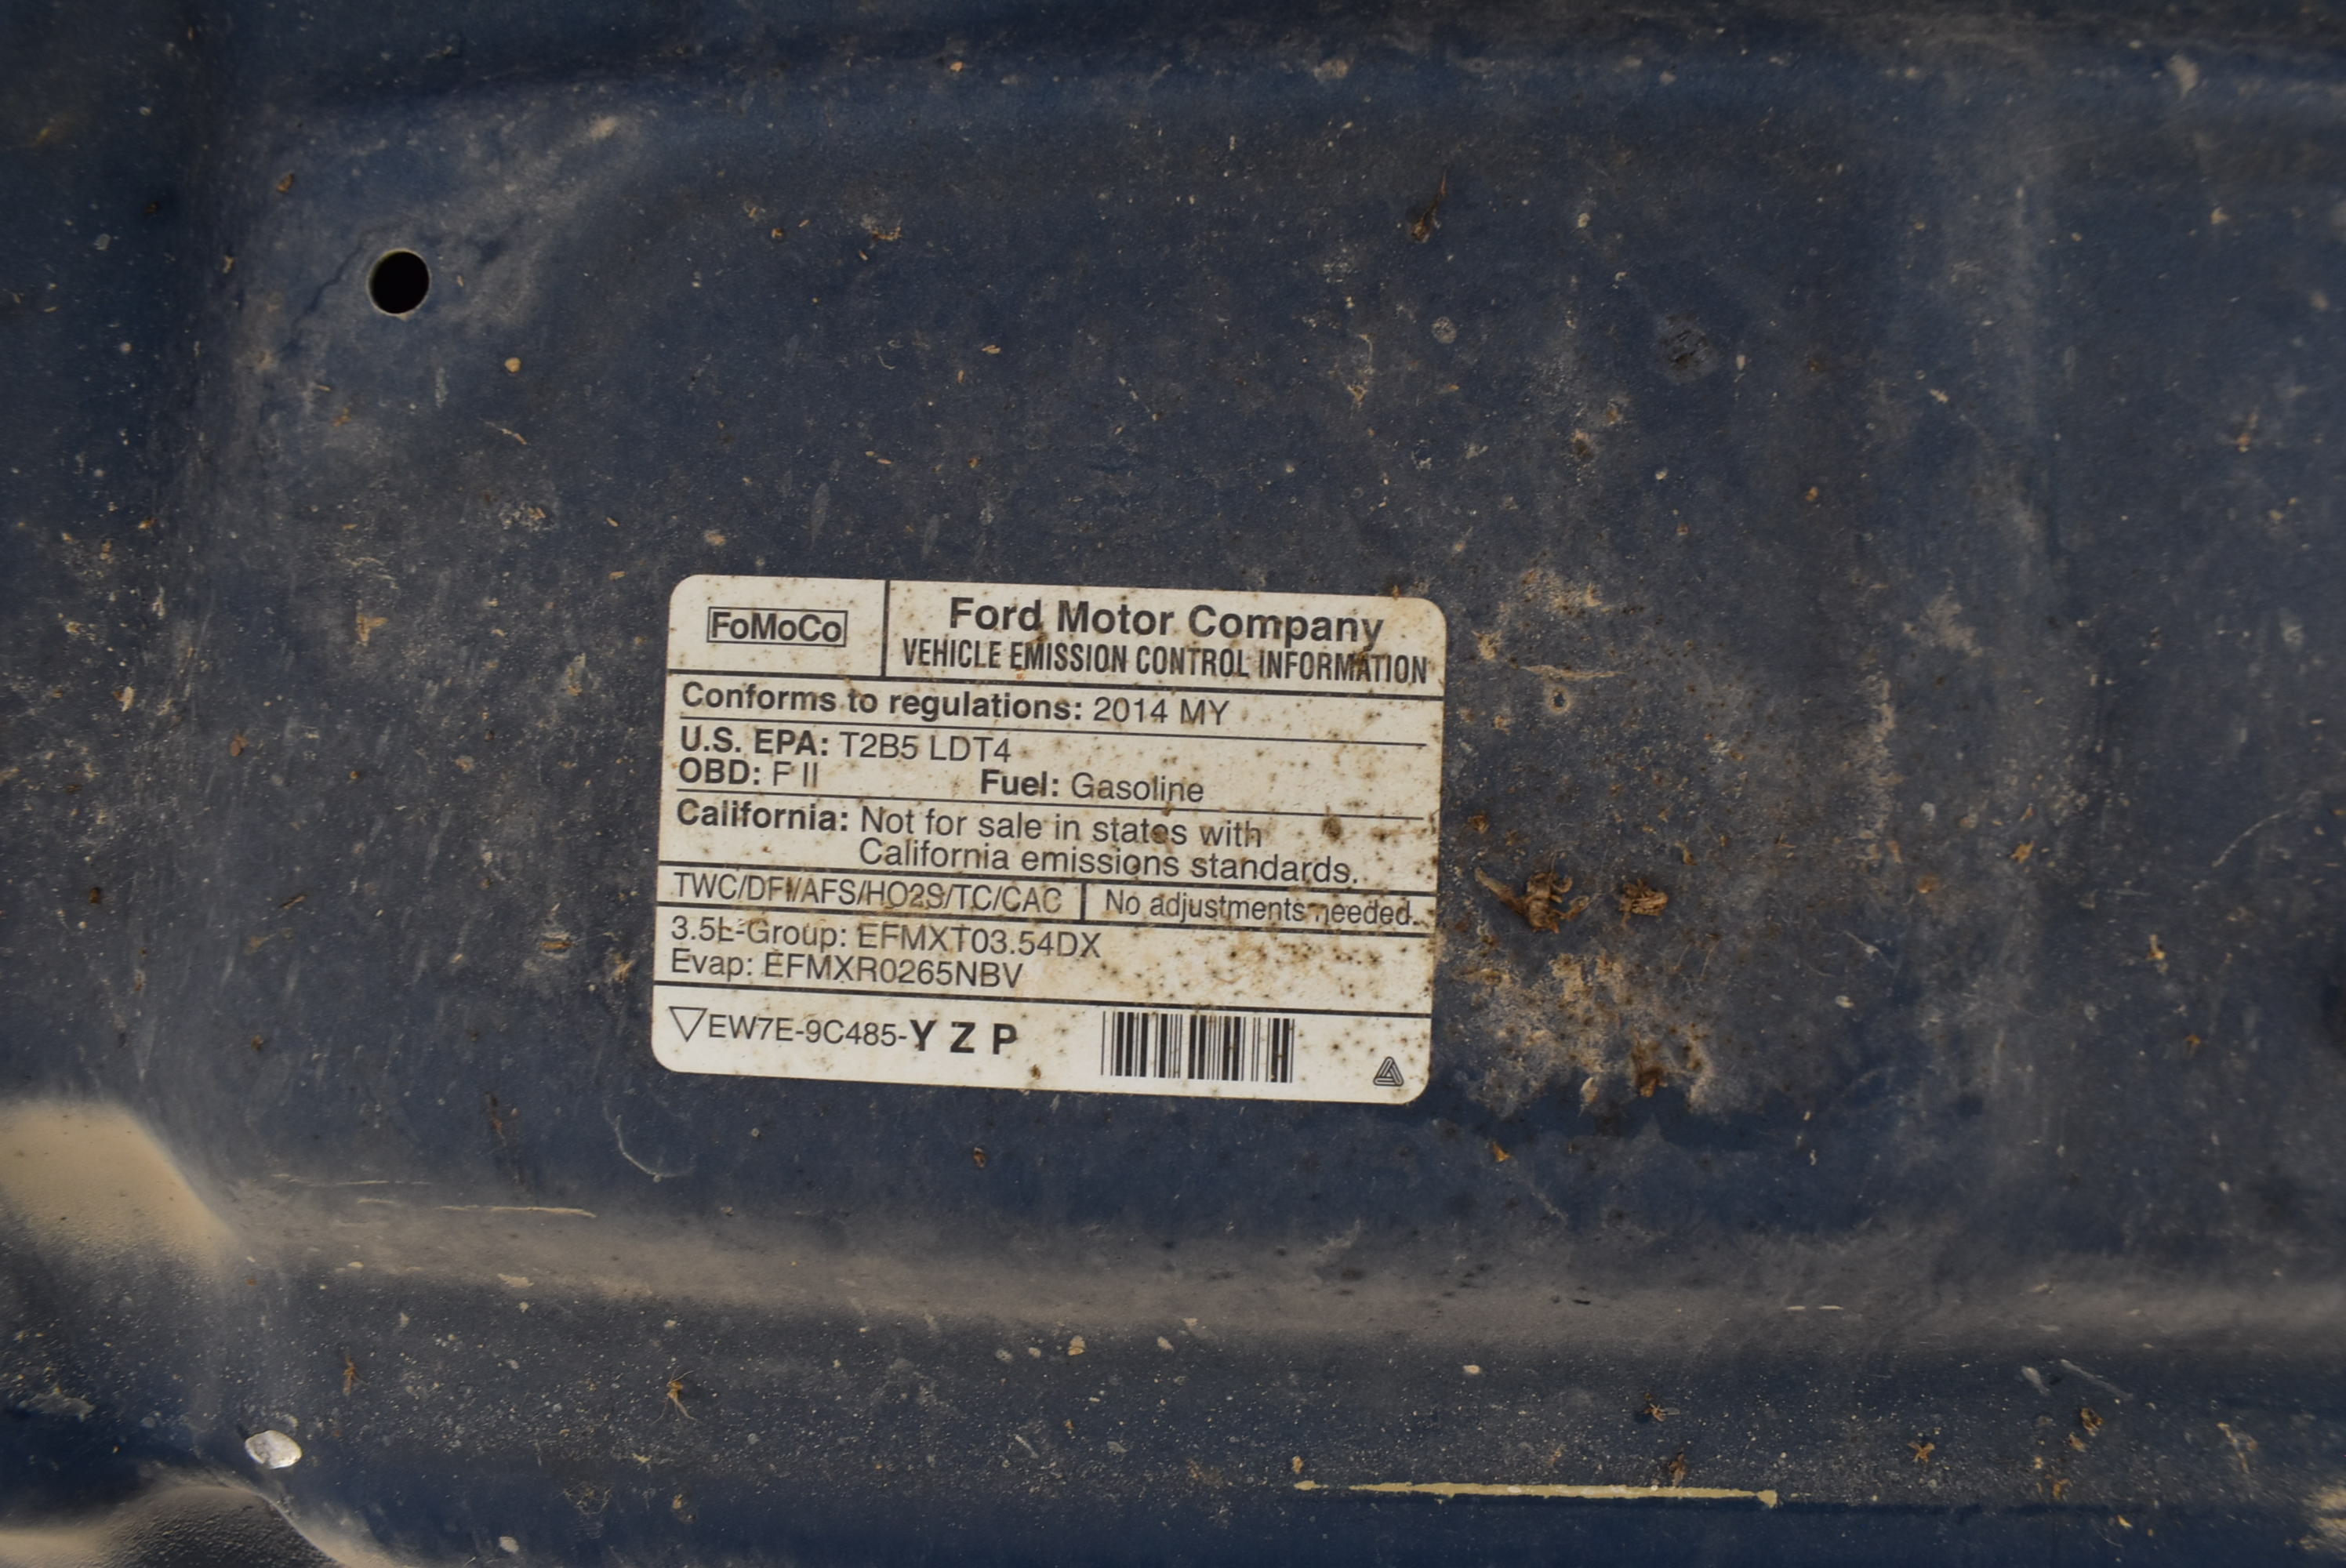 FoMoCo
Ford Motor Company
VEHICLE EMISSION CONTROL INFORMATION
Conforms to regulations: 2014 MY
U.S. EPA: T2B5 LDT4
OBD: F II Fuel: Gasoline
California: Not for sale in states with
California emissions standards.
TWC/DFI/AFS/HO2S/TC/CAC No adjustments needed.
3.5L-Group: EFMXT03.54DX
Evap: EFMXR0265NBV
EW7E-9C485-Y Z P